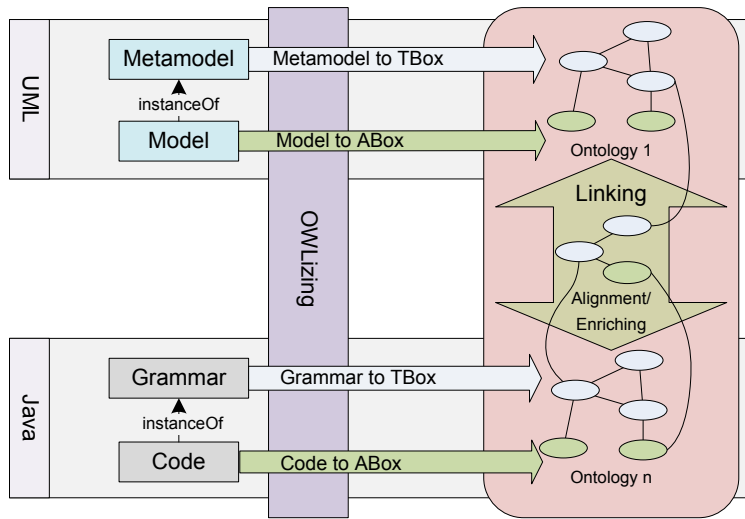 UML
Metamodel
Metamodel to TBox
instanceOf
Model
Model to ABox
Ontology 1
Linking
OWLizing
Alignment/
Enriching
Java
Grammar
Grammar to TBox
instanceOf
Code
Code to ABox
Ontology n